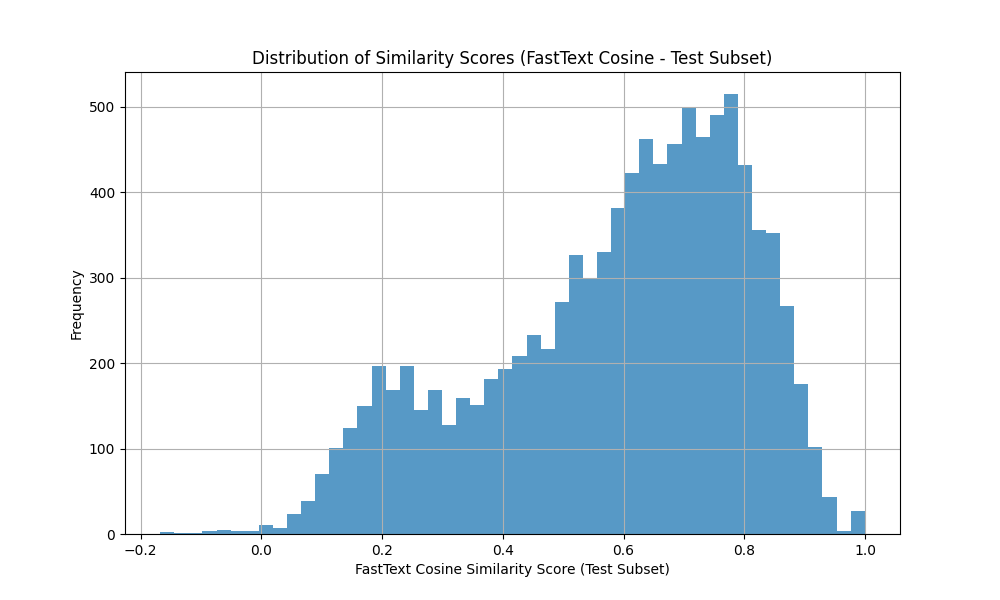 Distribution of Similarity Scores (FastText Cosine - Test Subset)
Frequency
500
400
300
200
100
0
−0.2 0.0 0.2 0.4 0.6 0.8 1.0
FastText Cosine Similarity Score (Test Subset)